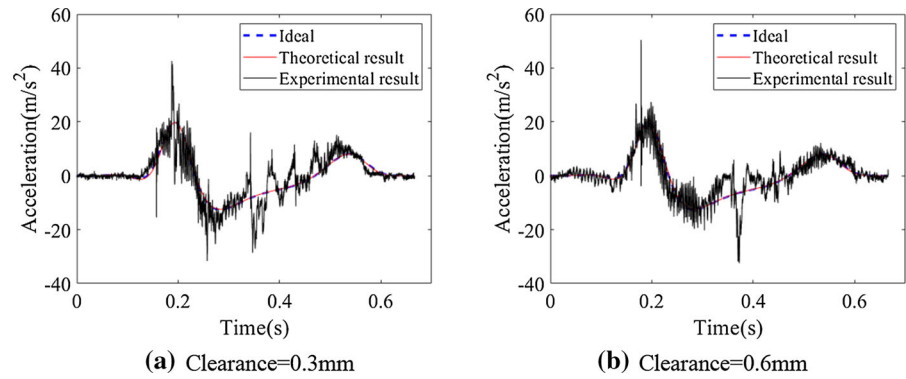 60
40
20
0
-20
-40
Acceleration(m/s²)
Ideal
Theoretical result
Experimental result
0
0.2
0.4
0.6
Time(s)
(a) Clearance=0.3mm
60
40
20
0
-20
-40
Acceleration(m/s²)
Ideal
Theoretical result
Experimental result
0
0.2
0.4
0.6
Time(s)
(b) Clearance=0.6mm